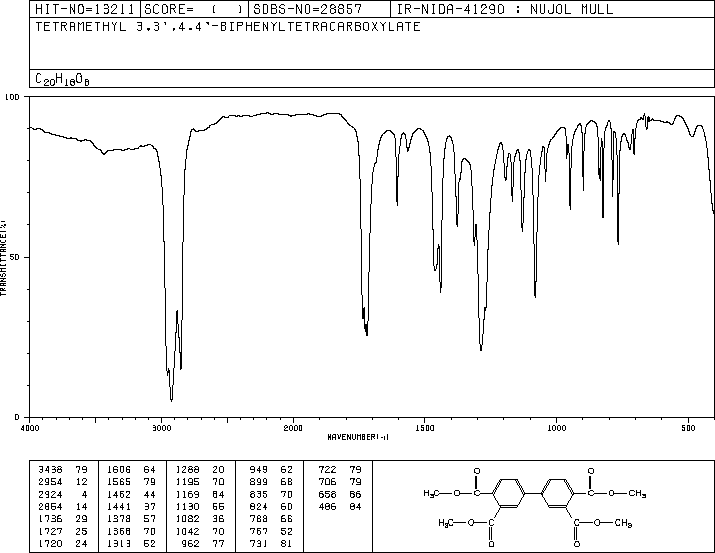 HIT-NO=13211 SCORE= ( ) SDBS-NO=28857 IR-NIDA-41290 : NUJOL MULL
TETRAMETHYL 3,3',4,4'-BIPHENYLTETRACARBOXYLATE
C20H18O8
100
50
0
TRANSMITTANCE(%)
4000 3000 2000 1500 1000 500
WAVENUMBER(-1)
3438 79 1606 64 1288 20 949 62 722 79
2954 12 1565 79 1195 70 899 68 706 79
2924 4 1462 44 1169 64 835 70 658 86
2854 14 1441 37 1130 55 824 60 486 84
1736 29 1378 57 1082 36 788 66
1727 25 1368 70 1042 70 767 52
1720 24 1313 52 962 77 731 81
O O
H3C O C C O CH3
H3C O C C O CH3
O O